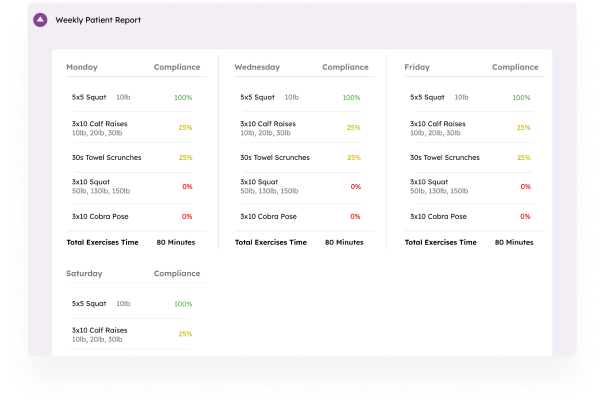 Weekly Patient Report
Monday Compliance
5x5 Squat 10lb 100%
3x10 Calf Raises
10lb, 20lb, 30lb
25%
30s Towel Scrunches 25%
3x10 Squat
50lb, 130lb, 150lb
0%
3x10 Cobra Pose 0%
Total Exercises Time 80 Minutes
Wednesday Compliance
5x5 Squat 10lb 100%
3x10 Calf Raises
10lb, 20lb, 30lb
25%
30s Towel Scrunches 25%
3x10 Squat
50lb, 130lb, 150lb
0%
3x10 Cobra Pose 0%
Total Exercises Time 80 Minutes
Friday Compliance
5x5 Squat 10lb 100%
3x10 Calf Raises
10lb, 20lb, 30lb
25%
30s Towel Scrunches 25%
3x10 Squat
50lb, 130lb, 150lb
0%
3x10 Cobra Pose 0%
Total Exercises Time 80 Minutes
Saturday Compliance
5x5 Squat 10lb 100%
3x10 Calf Raises
10lb, 20lb, 30lb
25%